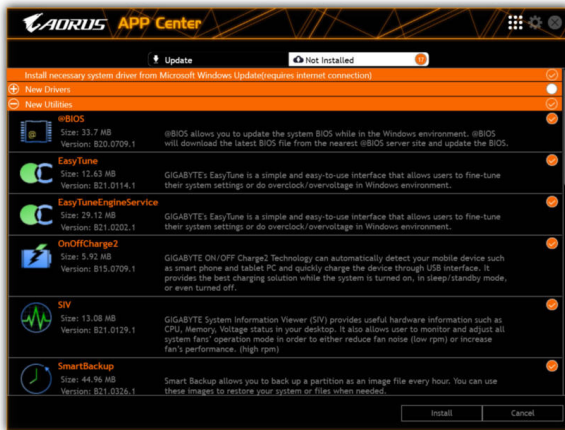 AORUS APP Center
Update
Not Installed 17
Install necessary system driver from Microsoft Windows Update(requires internet connection)
New Drivers
New Utilities
@BIOS
Size: 33.7 MB
Version: B20.0709.1
@BIOS allows you to update the system BIOS while in the Windows environment. @BIOS
will download the latest BIOS file from the nearest @BIOS server site and update the BIOS.
EasyTune
Size: 12.63 MB
Version: B21.0114.1
GIGABYTE's EasyTune is a simple and easy-to-use interface that allows users to fine-tune
their system settings or do overclock/overvoltage in Windows environment.
EasyTuneEngineService
Size: 29.12 MB
Version: B21.0202.1
GIGABYTE's EasyTune is a simple and easy-to-use interface that allows users to fine-tune
their system settings or do overclock/overvoltage in Windows environment.
OnOffCharge2
Size: 5.92 MB
Version: B15.0709.1
GIGABYTE ON/OFF Charge2 Technology can automatically detect your mobile device such
as smart phone and tablet PC and quickly charge the device through USB interface. It
provides the best charging solution while the system is turned on, in sleep/standby mode,
or even turned off.
SIV
Size: 13.08 MB
Version: B21.0129.1
GIGABYTE System Information Viewer (SIV) provides useful hardware information such as
CPU, Memory, Voltage status in your desktop. It also allows user to monitor and adjust all
system fans' operation mode in order to either reduce fan noise (low rpm) or increase
fan's performance. (high rpm)
SmartBackup
Size: 44.96 MB
Version: B21.0326.1
Smart Backup allows you to back up a partition as an image file every hour. You can use
these images to restore your system or files when needed.
Install
Cancel